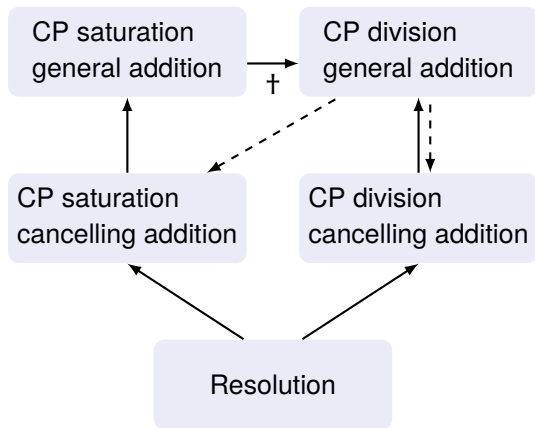 CP saturation
general addition
CP division
general addition
†
CP saturation
cancelling addition
CP division
cancelling addition
Resolution